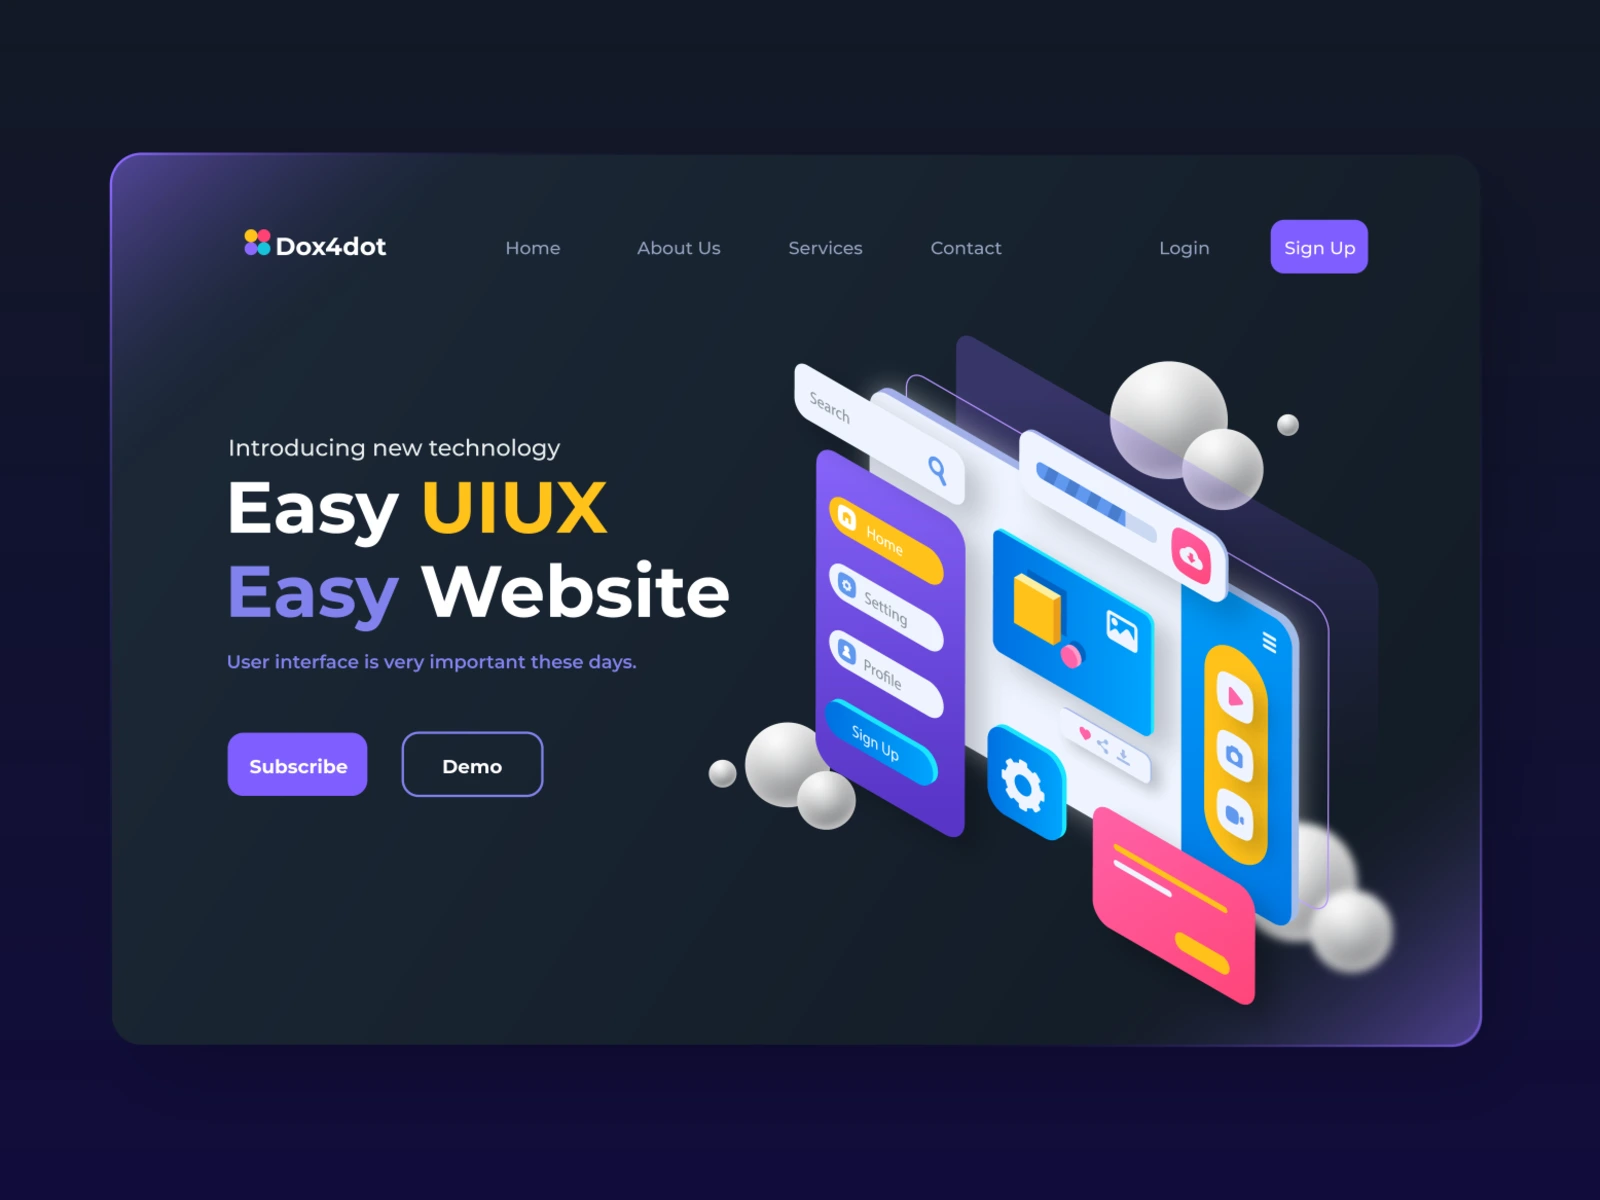 Dox4dot
Home
About Us
Services
Contact
Login
Sign Up
Introducing new technology
Easy UIUX
Easy Website
User interface is very important these days.
Subscribe
Demo
Search
Home
Setting
Profile
Sign Up